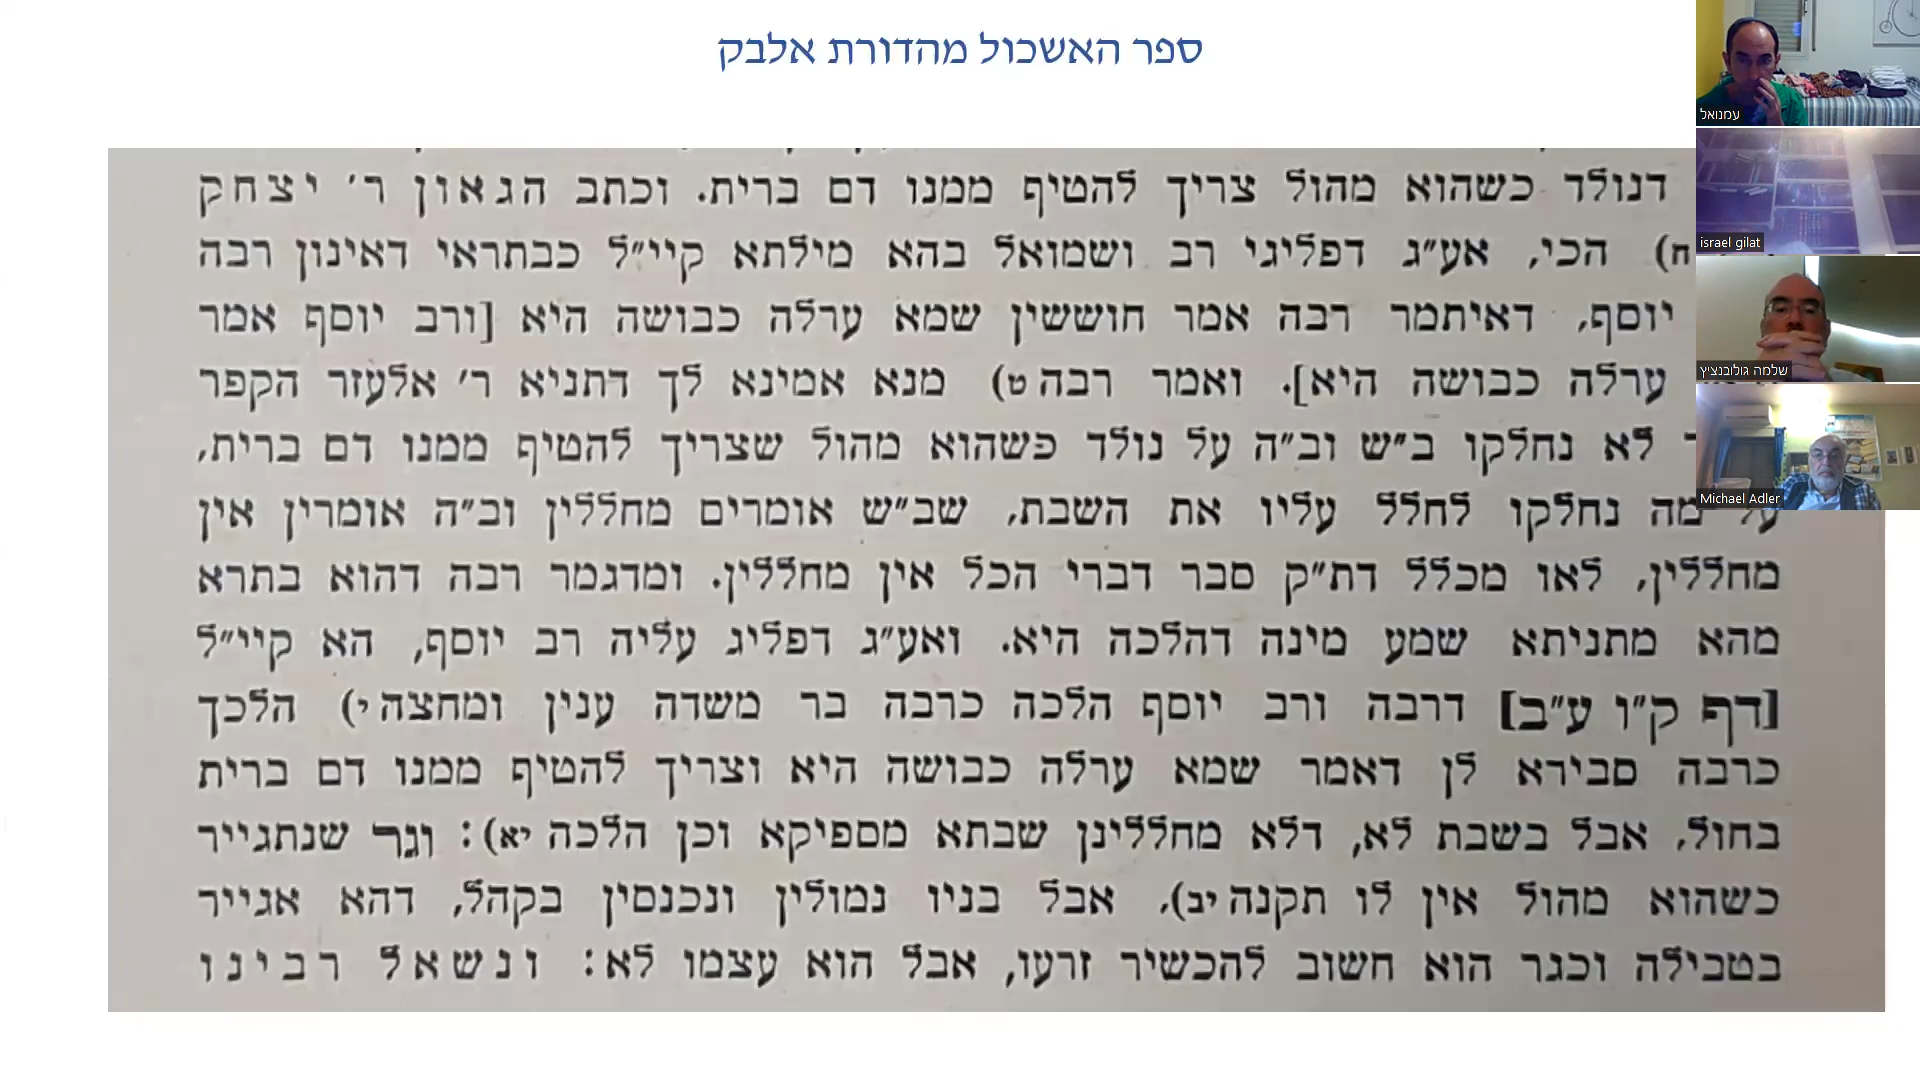 ספר האשכול מהדורת אלבק
דנולד כשהוא מהול צריך להטיף ממנו דם ברית. וכתב הגאון ר׳ יצחק
ח) הכי, אע״ג דפליגי רב ושמואל בהא מילתא קיי״ל כבתראי דאינון רבה
יוסף, דאיתמר רבה אמר חוששין שמא ערלה כבושה היא [ורב יוסף אמר
ערלה כבושה היא]. ואמר רבה ט) מנא אמינא לך דתניא ר׳ אלעזר הקפר
לא נחלקו ב״ש וב״ה על נולד כשהוא מהול שצריך להטיף ממנו דם ברית,
על מה נחלקו לחלל עליו את השבת, שב״ש אומרים מחללין וב״ה אומרין אין
מחללין, לאו מכלל דת״ק סבר דברי הכל אין מחללין. ומדגמר רבה דהוא בתרא
מהא מתניתא שמע מינה דהלכה היא. ואע״ג דפליג עליה רב יוסף, הא קיי״ל
[דף ק״ו ע״ב] דרבה ורב יוסף הלכה כרבה בר משדה ענין ומחצה י) הלכך
כרבה סבירא לן דאמר שמא ערלה כבושה היא וצריך להטיף ממנו דם ברית
בחול, אבל בשבת לא, דלא מחללינן שבתא מספיקא וכן הלכה יא): וגר שנתגייר
כשהוא מהול אין לו תקנה יב), אבל בניו נמולין ונכנסין בקהל, דהא אגייר
בטבילה וכגר הוא חשוב להכשיר זרעו, אבל הוא עצמו לא: ונשאל רבינו
עמנואל
israel gilat
שלמה גולובנציץ
Michael Adler